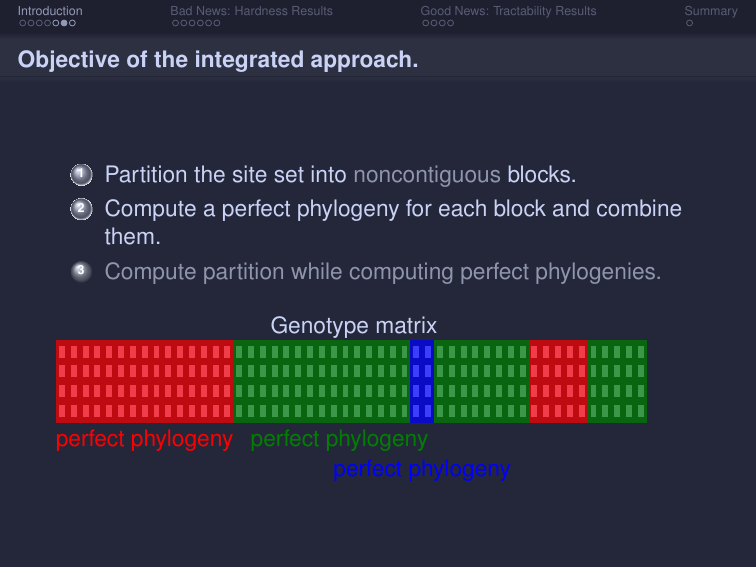 Introduction
Bad News: Hardness Results
Good News: Tractability Results
Summary
Objective of the integrated approach.
1 Partition the site set into noncontiguous blocks.
2 Compute a perfect phylogeny for each block and combine
them.
3 Compute partition while computing perfect phylogenies.
Genotype matrix
perfect phylogeny perfect phylogeny
perfect phylogeny